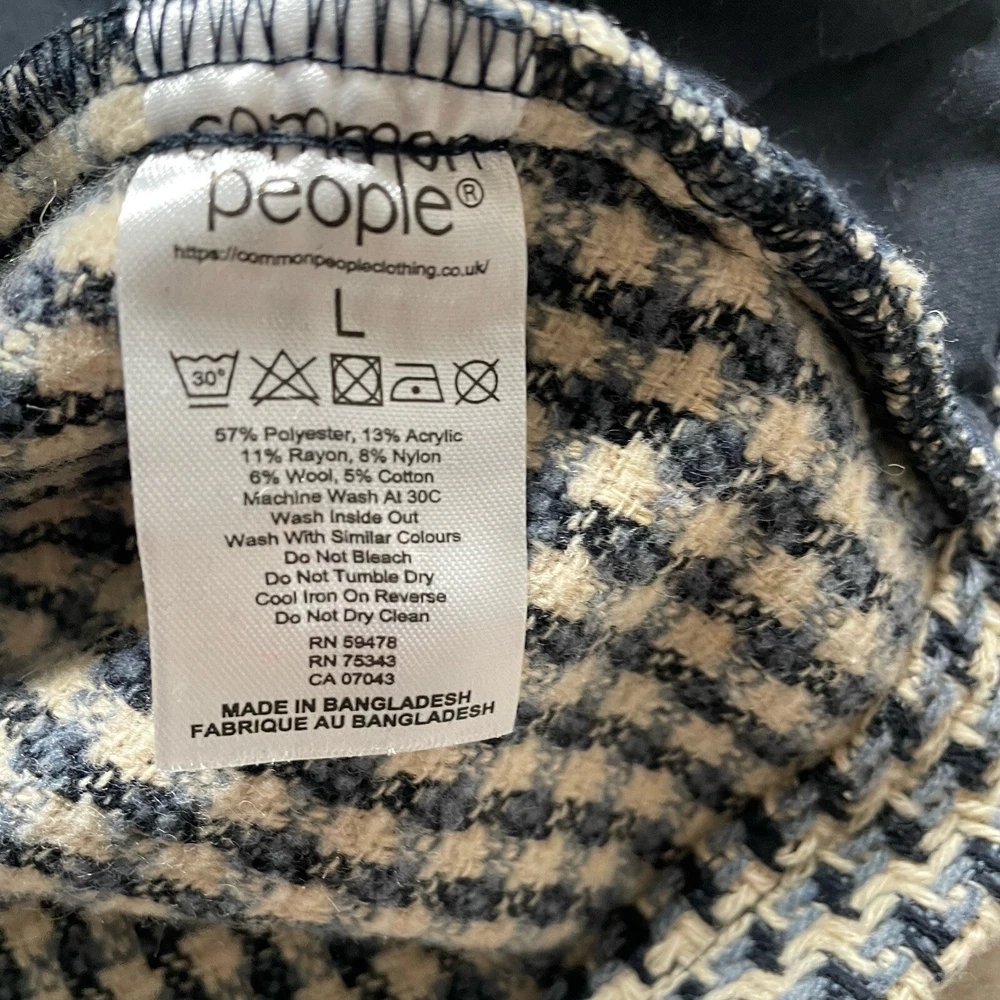 common
people®
https://commonpeopleclothing.co.uk/
L
30°
57% Polyester, 13% Acrylic
11% Rayon, 8% Nylon
6% Wool, 5% Cotton
Machine Wash At 30C
Wash Inside Out
Wash With Similar Colours
Do Not Bleach
Do Not Tumble Dry
Cool Iron On Reverse
Do Not Dry Clean
RN 59478
RN 75343
CA 07043
MADE IN BANGLADESH
FABRIQUE AU BANGLADESH